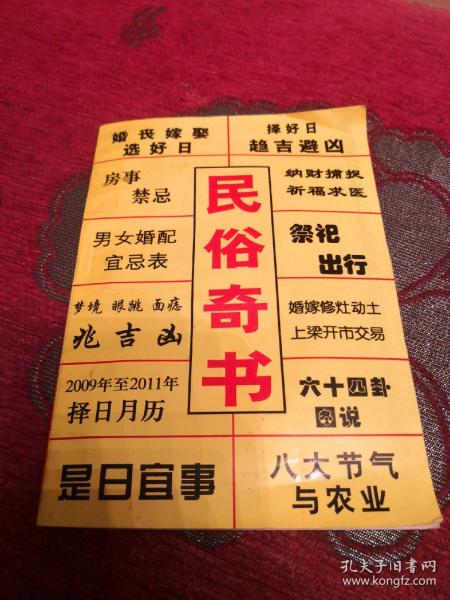 婚丧嫁娶
选好日
择好日
趋吉避凶
房事
禁忌
纳财捕捉
祈福求医
民俗奇书
男女婚配
宜忌表
祭祀
出行
梦境 眼跳 面痣
兆吉凶
婚嫁修灶动土
上梁开市交易
2009年至2011年
择日月历
六十四卦
图说
是日宜事
八大节气
与农业
孔夫子旧书网
www.kongfz.com